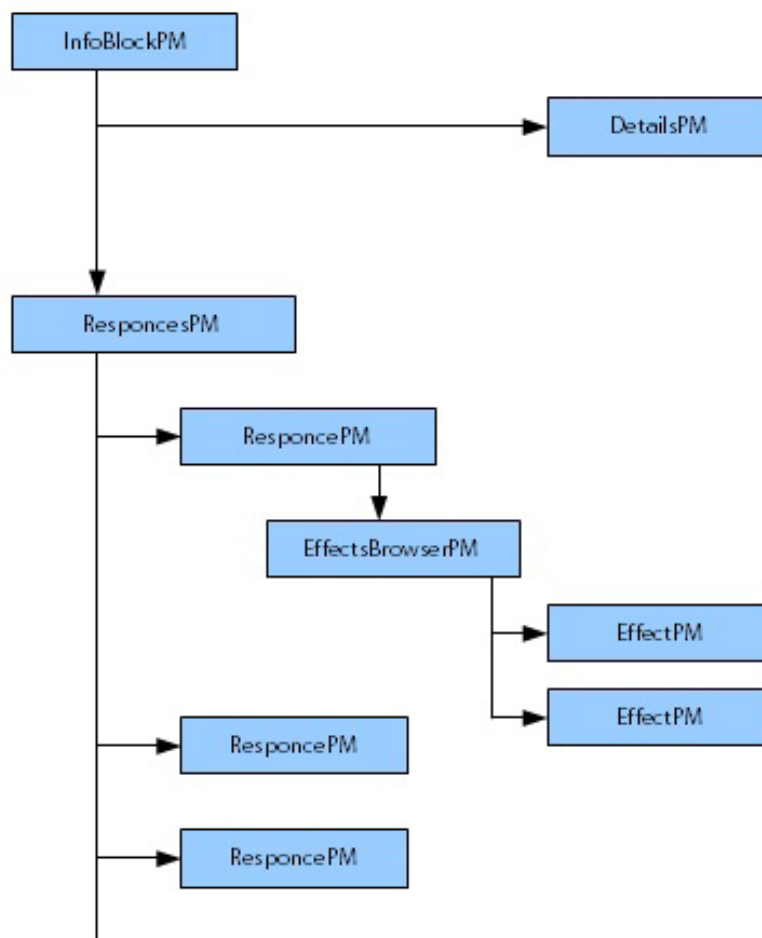 InfoBlockPM
DetailsPM
ResponcesPM
ResponcePM
EffectsBrowserPM
EffectPM
EffectPM
ResponcePM
ResponcePM